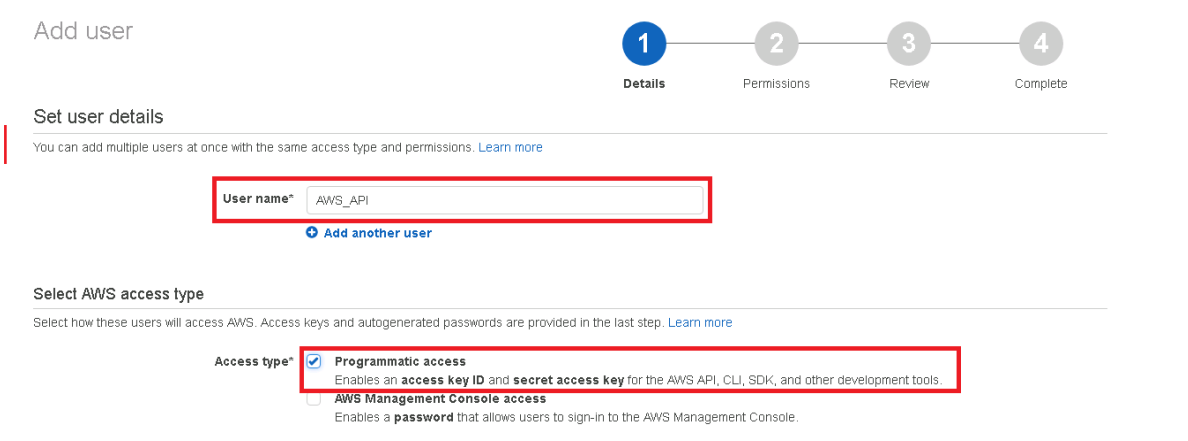 Add user
1 2 3 4
Details Permissions Review Complete
Set user details
You can add multiple users at once with the same access type and permissions. Learn more
User name* AWS_API
Add another user
Select AWS access type
Select how these users will access AWS. Access keys and autogenerated passwords are provided in the last step. Learn more
Access type* Programmatic access
Enables an access key ID and secret access key for the AWS API, CLI, SDK, and other development tools.
AWS Management Console access
Enables a password that allows users to sign-in to the AWS Management Console.